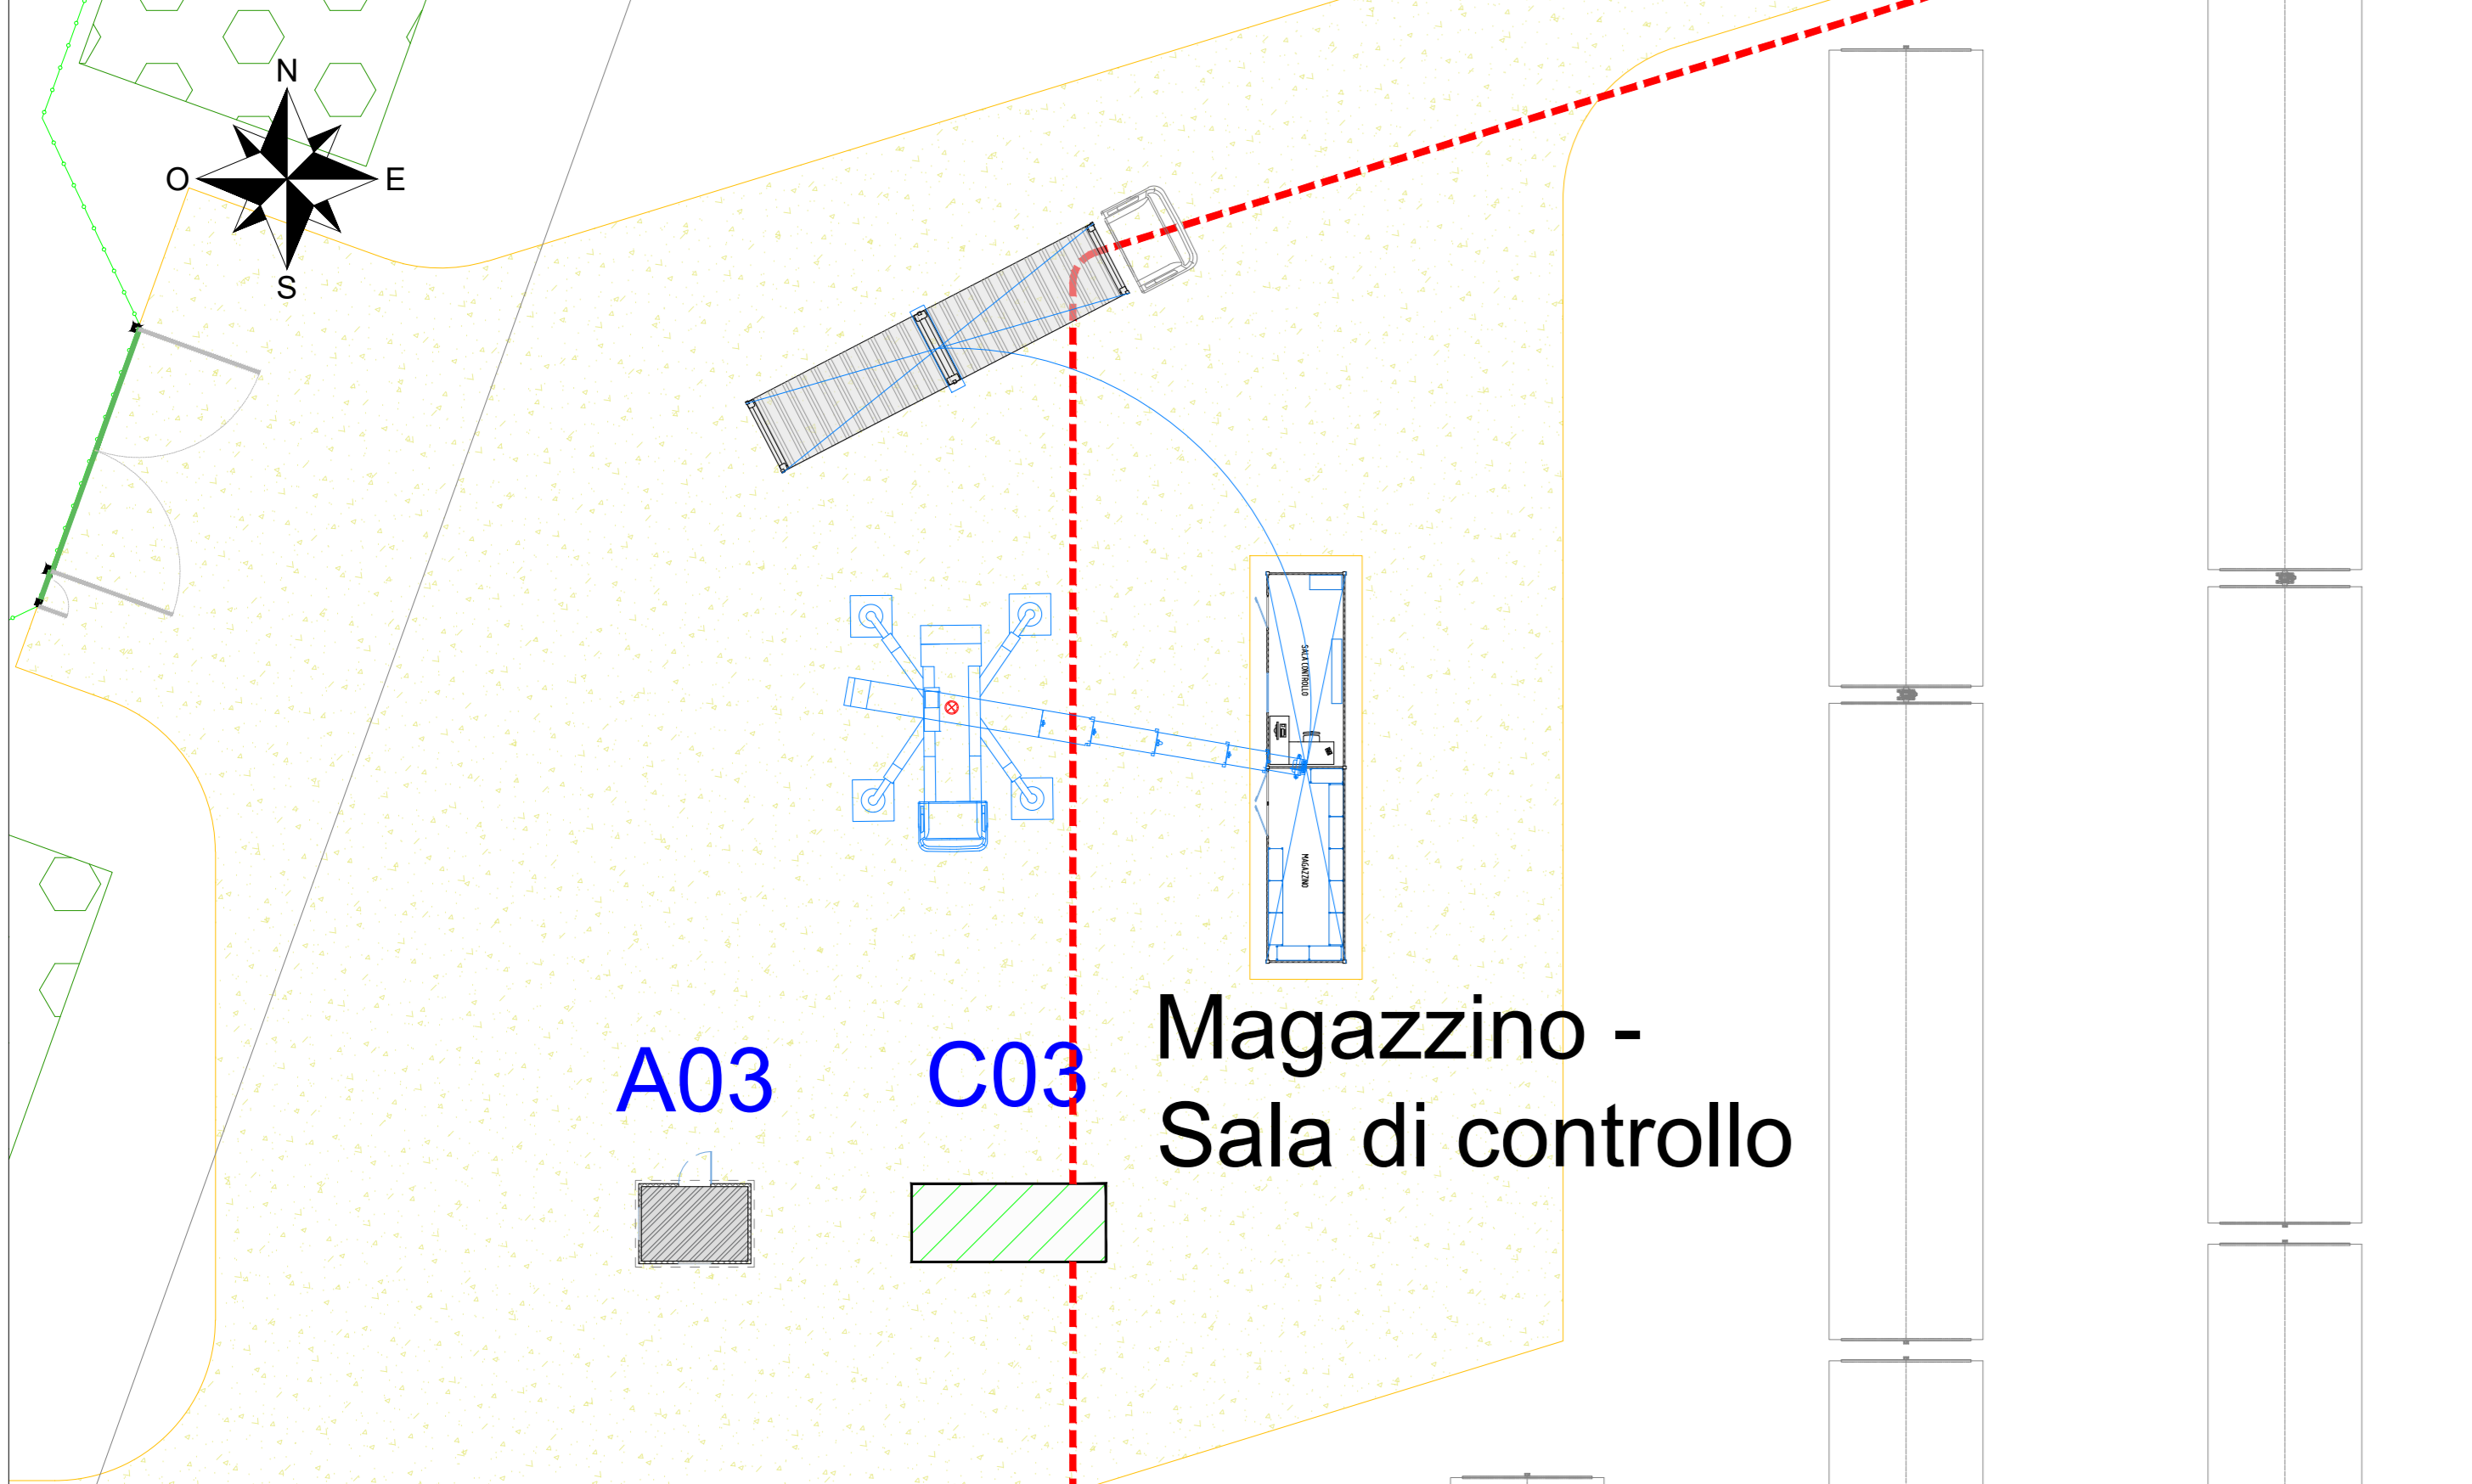 N
O
E
S
SALA CONTROLLO
MAGAZZINO
Magazzino -
Sala di controllo
A03
C03